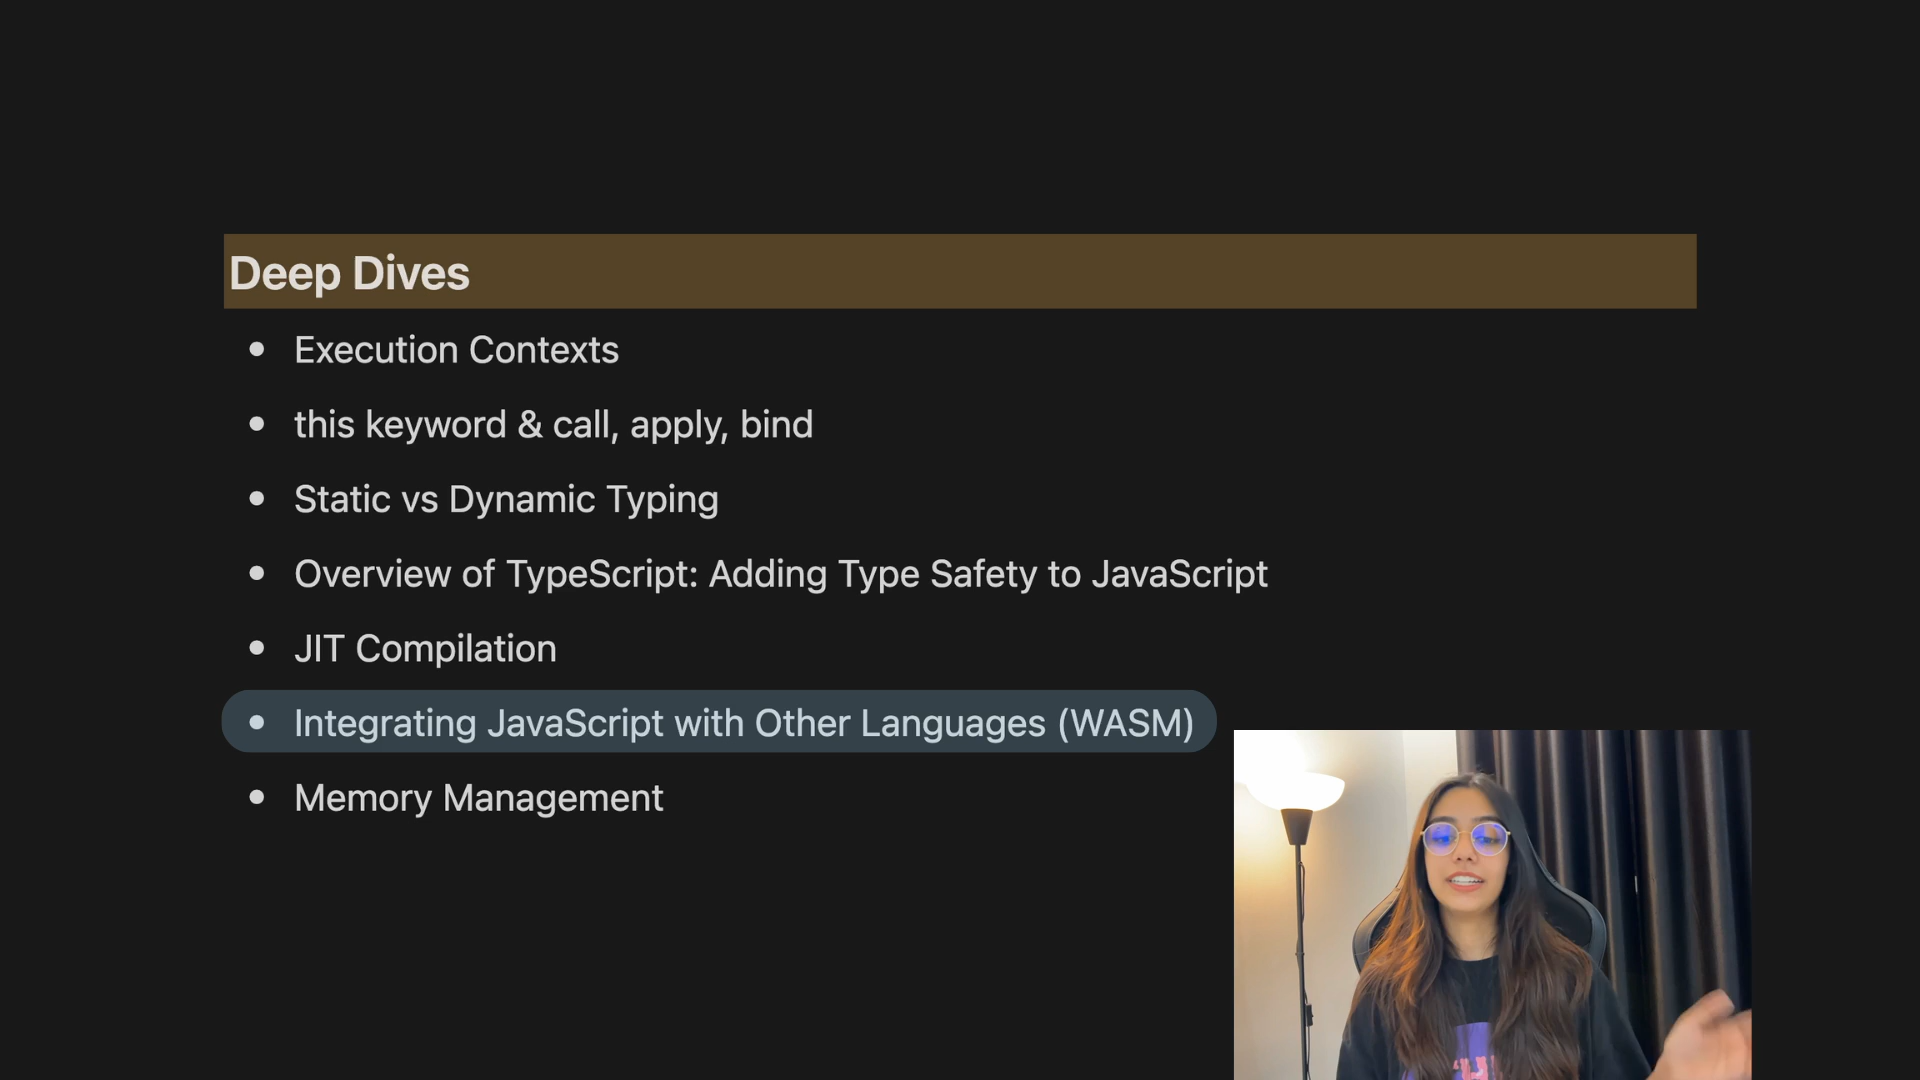 Deep Dives
Execution Contexts
this keyword & call, apply, bind
Static vs Dynamic Typing
Overview of TypeScript: Adding Type Safety to JavaScript
JIT Compilation
Integrating JavaScript with Other Languages (WASM)
Memory Management